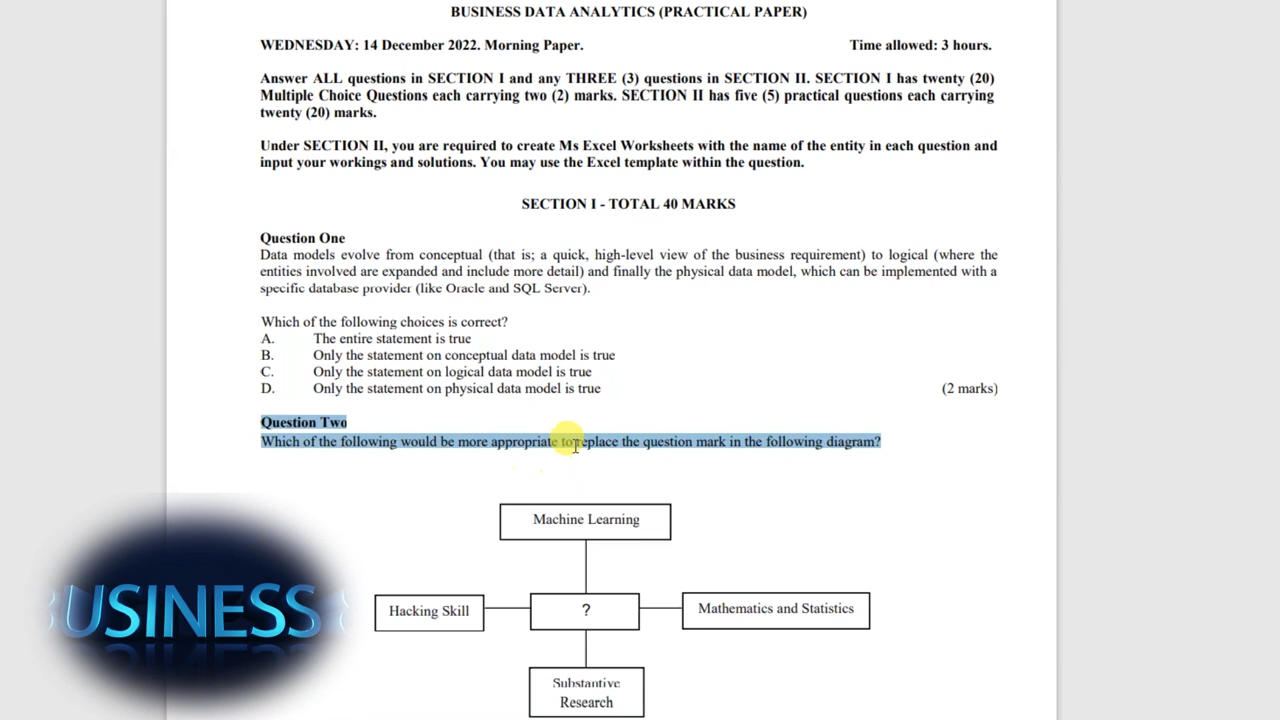 BUSINESS DATA ANALYTICS (PRACTICAL PAPER)
WEDNESDAY: 14 December 2022. Morning Paper. Time allowed: 3 hours.
Answer ALL questions in SECTION I and any THREE (3) questions in SECTION II. SECTION I has twenty (20)
Multiple Choice Questions each carrying two (2) marks. SECTION II has five (5) practical questions each carrying
twenty (20) marks.
Under SECTION II, you are required to create Ms Excel Worksheets with the name of the entity in each question and
input your workings and solutions. You may use the Excel template within the question.
SECTION I - TOTAL 40 MARKS
Question One
Data models evolve from conceptual (that is; a quick, high-level view of the business requirement) to logical (where the
entities involved are expanded and include more detail) and finally the physical data model, which can be implemented with a
specific database provider (like Oracle and SQL Server).
Which of the following choices is correct?
A. The entire statement is true
B. Only the statement on conceptual data model is true
C. Only the statement on logical data model is true
D. Only the statement on physical data model is true (2 marks)
Question Two
Which of the following would be more appropriate to replace the question mark in the following diagram?
Machine Learning
Hacking Skill ? Mathematics and Statistics
Substantive
Research
BUSINESS